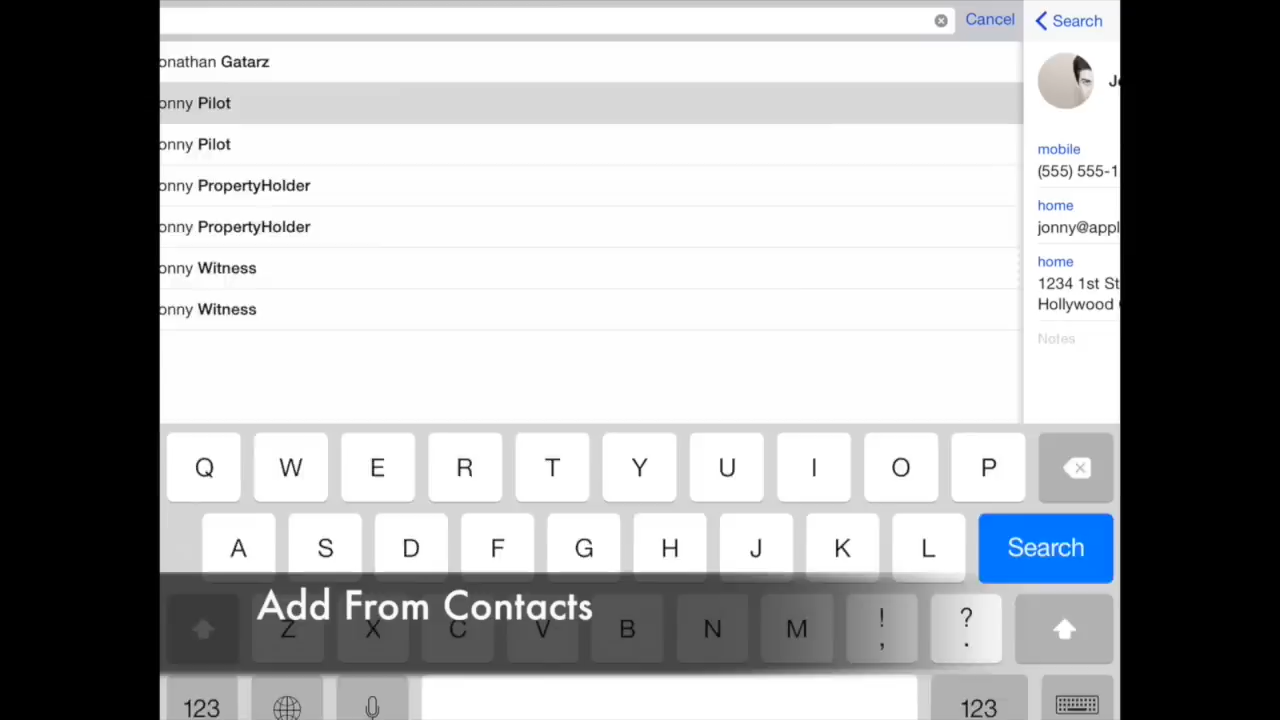 Cancel
Search
onathan Gatarz
onny Pilot
onny Pilot
onny PropertyHolder
onny PropertyHolder
onny Witness
onny Witness
mobile
(555) 555-1
home
jonny@appl
home
1234 1st St
Hollywood
Notes
Q W E R T Y U I O P
A S D F G H J K L Search
Add From Contacts
Z X C V B N M ! , ? .
123 123